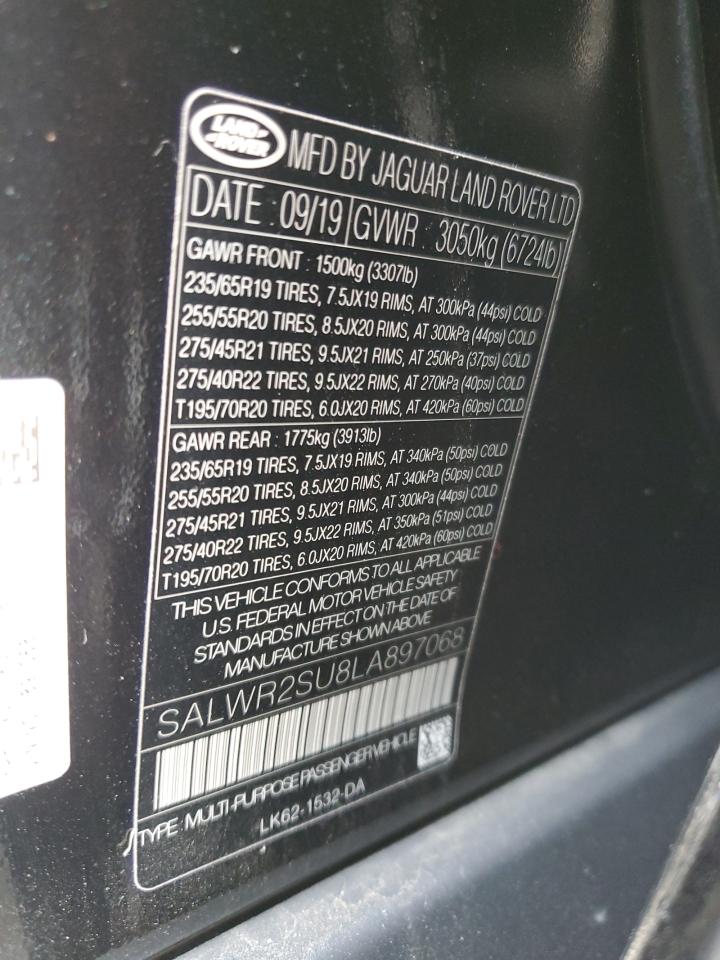 LAND
ROVER
MFD BY JAGUAR LAND ROVER LTD
DATE : 09/19 GVWR : 3050kg (6724lb)
GAWR FRONT : 1500kg (3307lb)
235/65R19 TIRES, 7.5JX19 RIMS, AT 300kPa (44psi) COLD
255/55R20 TIRES, 8.5JX20 RIMS, AT 300kPa (44psi) COLD
275/45R21 TIRES, 9.5JX21 RIMS, AT 250kPa (37psi) COLD
275/40R22 TIRES, 9.5JX22 RIMS, AT 270kPa (40psi) COLD
T195/70R20 TIRES, 6.0JX20 RIMS, AT 420kPa (60psi) COLD
GAWR REAR : 1775kg (3913lb)
235/65R19 TIRES, 7.5JX19 RIMS, AT 340kPa (50psi) COLD
255/55R20 TIRES, 8.5JX20 RIMS, AT 340kPa (50psi) COLD
275/45R21 TIRES, 9.5JX21 RIMS, AT 300kPa (44psi) COLD
275/40R22 TIRES, 9.5JX22 RIMS, AT 350kPa (51psi) COLD
T195/70R20 TIRES, 6.0JX20 RIMS, AT 420kPa (60psi) COLD
THIS VEHICLE CONFORMS TO ALL APPLICABLE
U.S. FEDERAL MOTOR VEHICLE SAFETY
STANDARDS IN EFFECT ON THE DATE OF
MANUFACTURE SHOWN ABOVE
SALWR2SU8LA897068
TYPE : MULTI-PURPOSE PASSENGER VEHICLE
LK62-1532-DA